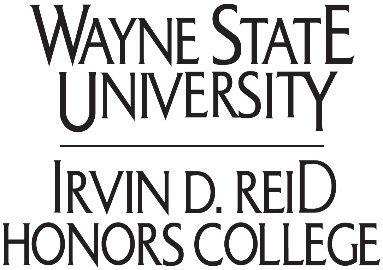 WAYNE STATE
UNIVERSITY
IRVIN D. REID
HONORS COLLEGE